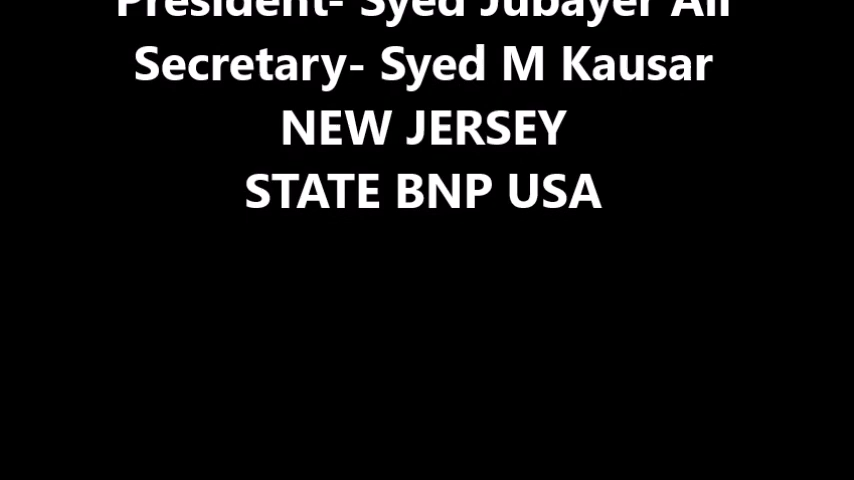 President- Syed Jubayer Ali
Secretary- Syed M Kausar
NEW JERSEY
STATE BNP USA